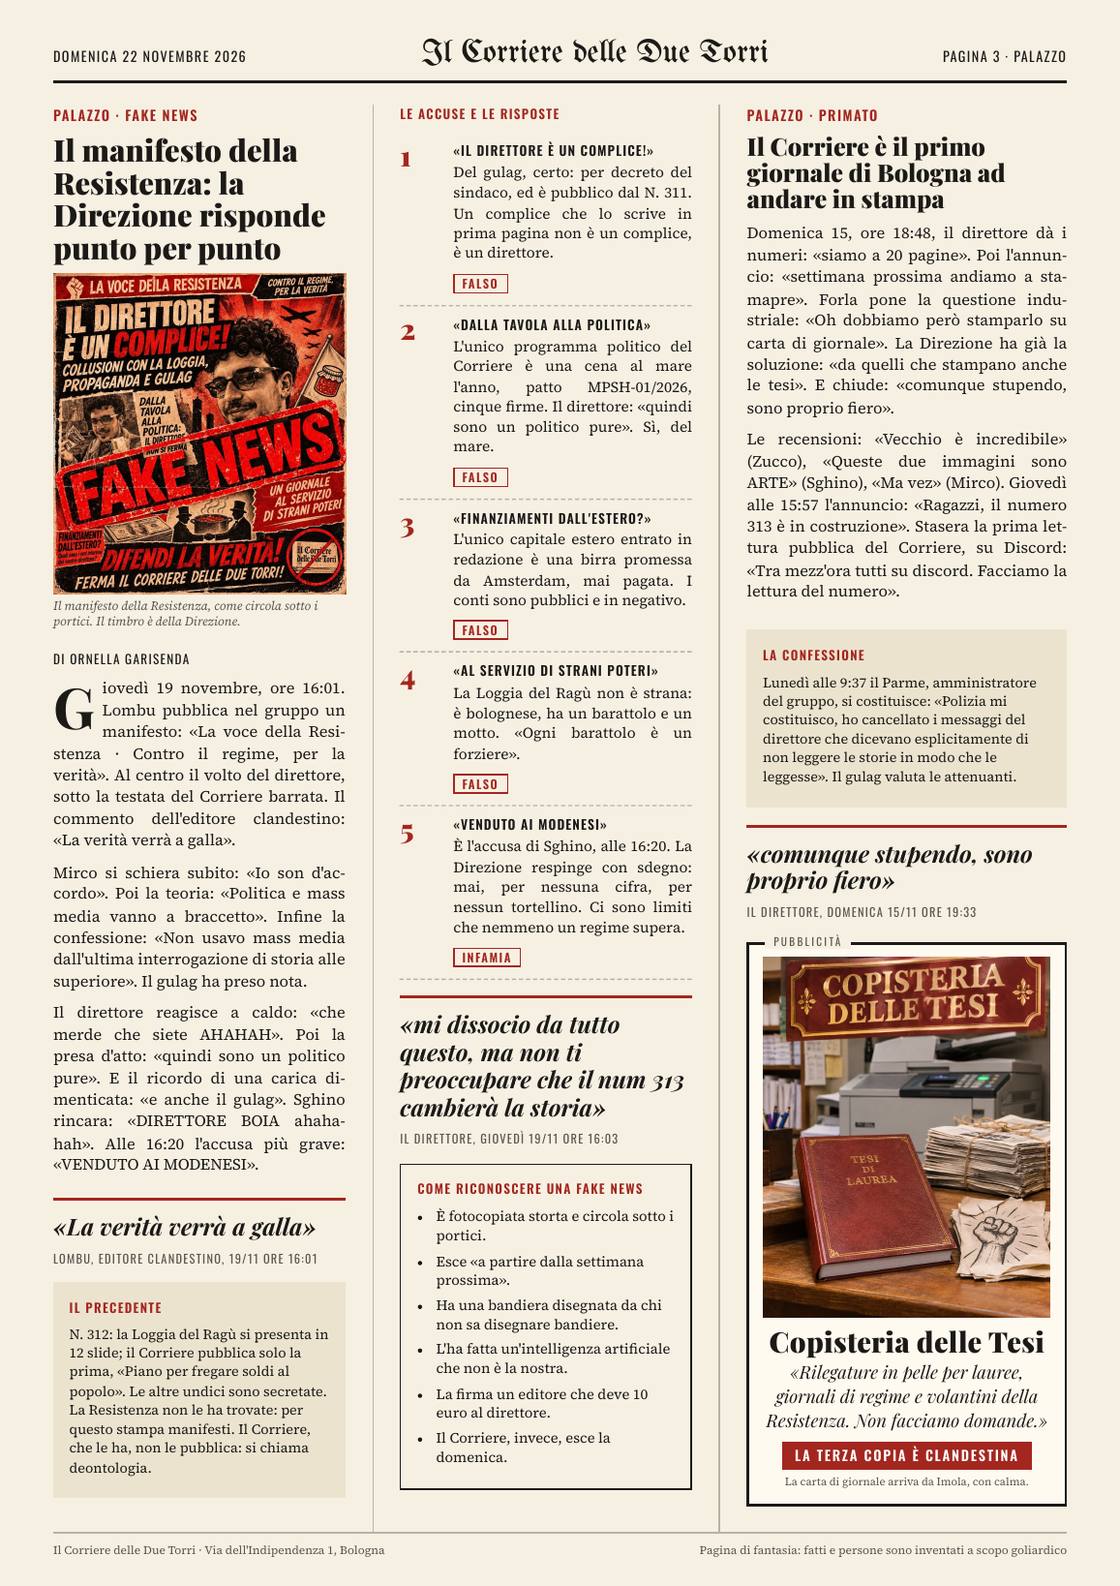 DOMENICA 22 NOVEMBRE 2026
Il Corriere delle Due Torri
PAGINA 3 · PALAZZO
PALAZZO · FAKE NEWS
Il manifesto della
Resistenza: la
Direzione risponde
punto per punto
LA VOCE DELLA RESISTENZA
CONTRO IL REGIME,
PER LA VERITÀ
IL DIRETTORE
È UN COMPLICE!
COLLUSIONI CON LA LOGGIA,
PROPAGANDA E GULAG
DALLA
TAVOLA
ALLA
POLITICA:
IL DIRETTORE
NON SI FERMA
FAKE NEWS
UN GIORNALE
AL SERVIZIO
DI STRANI POTERI
FINANZIAMENTI
DALL'ESTERO?
DIFENDI LA VERITÀ!
Il Corriere
delle Due Torri
FERMA IL CORRIERE DELLE DUE TORRI!
Il manifesto della Resistenza, come circola sotto i
portici. Il timbro è della Direzione.
DI ORNELLA GARISENDA
Giovedì 19 novembre, ore 16:01.
Lombu pubblica nel gruppo un
manifesto: «La voce della Resi-
stenza · Contro il regime, per la
verità». Al centro il volto del direttore,
sotto la testata del Corriere barrata. Il
commento dell'editore clandestino:
«La verità verrà a galla».
Mirco si schiera subito: «Io son d'ac-
cordo». Poi la teoria: «Politica e mass
media vanno a braccetto». Infine la
confessione: «Non usavo mass media
dall'ultima interrogazione di storia alle
superiore». Il gulag ha preso nota.
Il direttore reagisce a caldo: «che
merde che siete AHAHAH». Poi la
presa d'atto: «quindi sono un politico
pure». E il ricordo di una carica di-
menticata: «e anche il gulag». Sghino
rincara: «DIRETTORE BOIA ahaha-
hah». Alle 16:20 l'accusa più grave:
«VENDUTO AI MODENESI».
«La verità verrà a galla»
LOMBU, EDITORE CLANDESTINO, 19/11 ORE 16:01
IL PRECEDENTE
N. 312: la Loggia del Ragù si presenta in
12 slide; il Corriere pubblica solo la
prima, «Piano per fregare soldi al
popolo». Le altre undici sono secretate.
La Resistenza non le ha trovate: per
questo stampa manifesti. Il Corriere,
che le ha, non le pubblica: si chiama
deontologia.
LE ACCUSE E LE RISPOSTE
1
«IL DIRETTORE È UN COMPLICE!»
Del gulag, certo: per decreto del
sindaco, ed è pubblico dal N. 311.
Un complice che lo scrive in
prima pagina non è un complice,
è un direttore.
FALSO
2
«DALLA TAVOLA ALLA POLITICA»
L'unico programma politico del
Corriere è una cena al mare
l'anno, patto MPSH-01/2026,
cinque firme. Il direttore: «quindi
sono un politico pure». Sì, del
mare.
FALSO
3
«FINANZIAMENTI DALL'ESTERO?»
L'unico capitale estero entrato in
redazione è una birra promessa
da Amsterdam, mai pagata. I
conti sono pubblici e in negativo.
FALSO
4
«AL SERVIZIO DI STRANI POTERI»
La Loggia del Ragù non è strana:
è bolognese, ha un barattolo e un
motto. «Ogni barattolo è un
forziere».
FALSO
5
«VENDUTO AI MODENESI»
È l'accusa di Sghino, alle 16:20. La
Direzione respinge con sdegno:
mai, per nessuna cifra, per
nessun tortellino. Ci sono limiti
che nemmeno un regime supera.
INFAMIA
«mi dissocio da tutto
questo, ma non ti
preoccupare che il num 313
cambierà la storia»
IL DIRETTORE, GIOVEDÌ 19/11 ORE 16:03
COME RICONOSCERE UNA FAKE NEWS
• È fotocopiata storta e circola sotto i
portici.
• Esce «a partire dalla settimana
prossima».
• Ha una bandiera disegnata da chi
non sa disegnare bandiere.
• L'ha fatta un'intelligenza artificiale
che non è la nostra.
• La firma un editore che deve 10
euro al direttore.
• Il Corriere, invece, esce la
domenica.
PALAZZO · PRIMATO
Il Corriere è il primo
giornale di Bologna ad
andare in stampa
Domenica 15, ore 18:48, il direttore dà i
numeri: «siamo a 20 pagine». Poi l'annun-
cio: «settimana prossima andiamo a sta-
mapre». Forla pone la questione indu-
striale: «Oh dobbiamo però stamparlo su
carta di giornale». La Direzione ha già la
soluzione: «da quelli che stampano anche
le tesi». E chiude: «comunque stupendo,
sono proprio fiero».
Le recensioni: «Vecchio è incredibile»
(Zucco), «Queste due immagini sono
ARTE» (Sghino), «Ma vez» (Mirco). Giovedì
alle 15:57 l'annuncio: «Ragazzi, il numero
313 è in costruzione». Stasera la prima let-
tura pubblica del Corriere, su Discord:
«Tra mezz'ora tutti su discord. Facciamo la
lettura del numero».
LA CONFESSIONE
Lunedì alle 9:37 il Parme, amministratore
del gruppo, si costituisce: «Polizia mi
costituisco, ho cancellato i messaggi del
direttore che dicevano esplicitamente di
non leggere le storie in modo che le
leggesse». Il gulag valuta le attenuanti.
«comunque stupendo, sono
proprio fiero»
IL DIRETTORE, DOMENICA 15/11 ORE 19:33
PUBBLICITÀ
COPISTERIA
DELLE TESI
TESI
DI
LAUREA
Copisteria delle Tesi
«Rilegature in pelle per lauree,
giornali di regime e volantini della
Resistenza. Non facciamo domande.»
LA TERZA COPIA È CLANDESTINA
La carta di giornale arriva da Imola, con calma.
Il Corriere delle Due Torri · Via dell'Indipendenza 1, Bologna
Pagina di fantasia: fatti e persone sono inventati a scopo goliardico